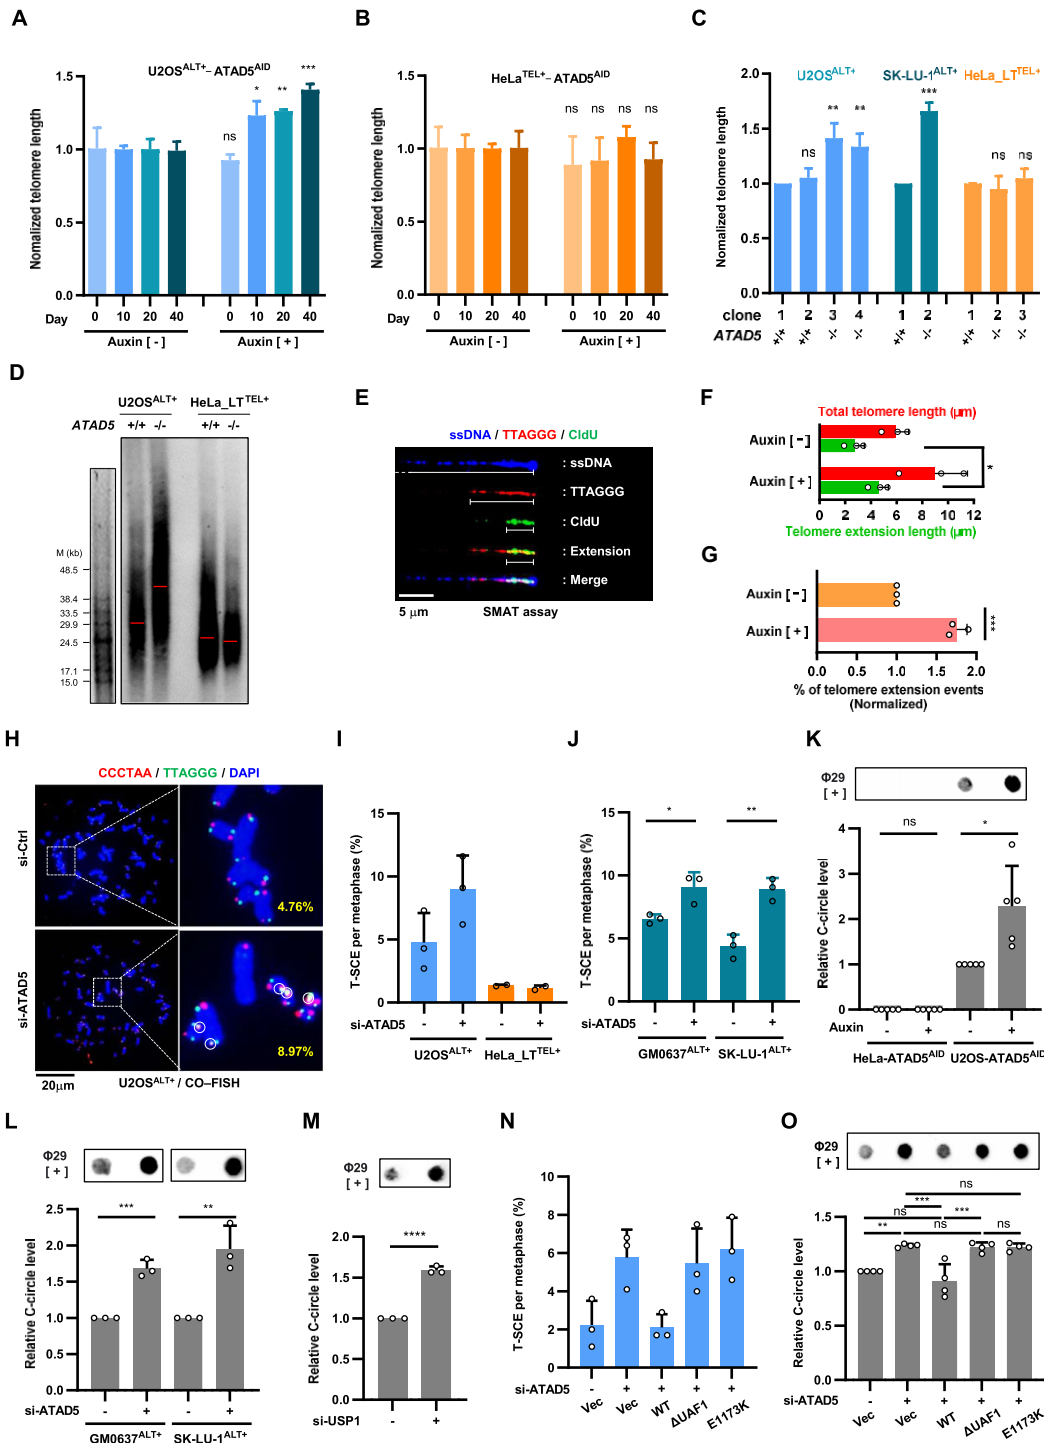 A
U2OS^ALT+ – ATAD5^AID
Nomalized telomere length
1.5
1.0
0.5
0.0
ns
*
**
***
Day
0 10 20 40 0 10 20 40
Auxin [ - ] Auxin [ + ]
B
HeLa^TEL+ – ATAD5^AID
Nomalized telomere length
1.5
1.0
0.5
0.0
ns ns ns ns
Day
0 10 20 40 0 10 20 40
Auxin [ - ] Auxin [ + ]
C
U2OS^ALT+ SK-LU-1^ALT+ HeLa_LT^TEL+
Nomalized telomere length
2.0
1.5
1.0
0.5
0.0
ns ** ** *** ns ns
clone 1 2 3 4 1 2 1 2 3
ATAD5 +/+ +/+ -/- -/- +/+ -/- +/+ -/- -/-
D
U2OS^ALT+ HeLa_LT^TEL+
ATAD5 +/+ -/- +/+ -/-
M (kb)
48.5
38.4
33.5
29.9
24.5
17.1
15.0
E
ssDNA / TTAGGG / CldU
: ssDNA
: TTAGGG
: CldU
: Extension
: Merge
5 μm SMAT assay
F
Total telomere length (μm)
Auxin [ - ]
Auxin [ + ]
*
0 2 4 6 8 10 12
Telomere extension length (μm)
G
Auxin [ - ]
Auxin [ + ]
***
0.0 0.5 1.0 1.5 2.0
% of telomere extension events
(Normalized)
H
CCCTAA / TTAGGG / DAPI
si-Ctrl
4.76%
si-ATAD5
8.97%
20μm U2OS^ALT+ / CO–FISH
I
T-SCE per metaphase (%)
15
10
5
0
si-ATAD5 - + - +
U2OS^ALT+ HeLa_LT^TEL+
J
T-SCE per metaphase (%)
15
10
5
0
* **
si-ATAD5 - + - +
GM0637^ALT+ SK-LU-1^ALT+
K
Φ29
[ + ]
Relative C-circle level
4
3
2
1
0
ns *
Auxin - + - +
HeLa-ATAD5^AID U2OS-ATAD5^AID
L
Φ29
[ + ]
Relative C-circle level
2.5
2.0
1.5
1.0
0.5
0.0
*** **
si-ATAD5 - + - +
GM0637^ALT+ SK-LU-1^ALT+
M
Φ29
[ + ]
Relative C-circle level
2.0
1.5
1.0
0.5
0.0
****
si-USP1 - +
N
T-SCE per metaphase (%)
8
6
4
2
0
si-ATAD5 - + + + +
Vec Vec WT ΔUAF1 E1173K
O
Φ29
[ + ]
Relative C-circle level
1.5
1.0
0.5
0.0
ns
***
ns ***
** ns ns
si-ATAD5 - + + + +
Vec Vec WT ΔUAF1 E1173K